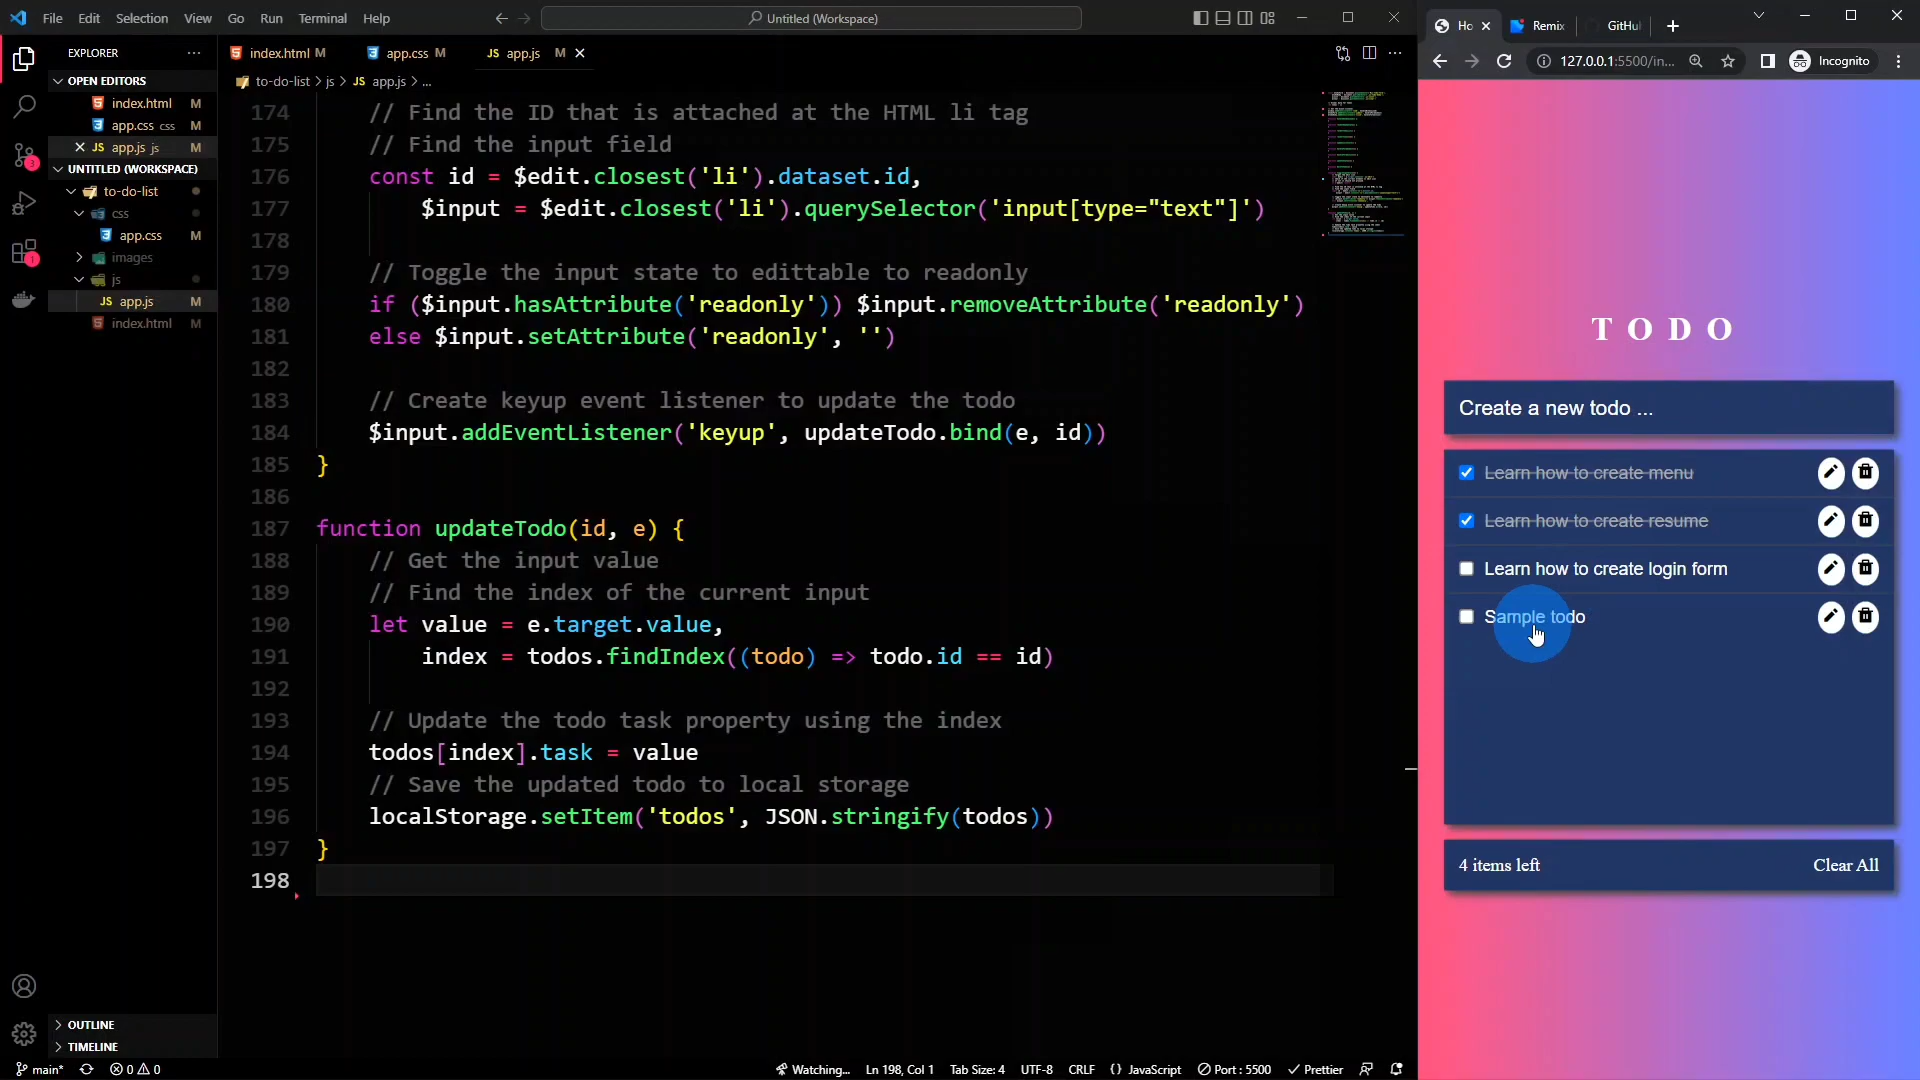 File Edit Selection View Go Run Terminal Help
Untitled (Workspace)
EXPLORER
OPEN EDITORS
index.html M
app.css css M
JS app.js js M
UNTITLED (WORKSPACE)
to-do-list
css
app.css M
images
js
JS app.js M
index.html M
OUTLINE
TIMELINE
3
1
index.html M
app.css M
JS app.js M
to-do-list > js > JS app.js > ...
174 // Find the ID that is attached at the HTML li tag
175 // Find the input field
176 const id = $edit.closest('li').dataset.id,
177 $input = $edit.closest('li').querySelector('input[type="text"]')
178
179 // Toggle the input state to edittable to readonly
180 if ($input.hasAttribute('readonly')) $input.removeAttribute('readonly')
181 else $input.setAttribute('readonly', '')
182
183 // Create keyup event listener to update the todo
184 $input.addEventListener('keyup', updateTodo.bind(e, id))
185 }
186
187 function updateTodo(id, e) {
188 // Get the input value
189 // Find the index of the current input
190 let value = e.target.value,
191 index = todos.findIndex((todo) => todo.id == id)
192
193 // Update the todo task property using the index
194 todos[index].task = value
195 // Save the updated todo to local storage
196 localStorage.setItem('todos', JSON.stringify(todos))
197 }
198
main* 0 0
Watching... Ln 198, Col 1 Tab Size: 4 UTF-8 CRLF {} JavaScript Port : 5500 Prettier
Ho Remix GitHu
127.0.0.1:5500/in... Incognito
TODO
Create a new todo ...
Learn how to create menu
Learn how to create resume
Learn how to create login form
Sample todo
4 items left Clear All